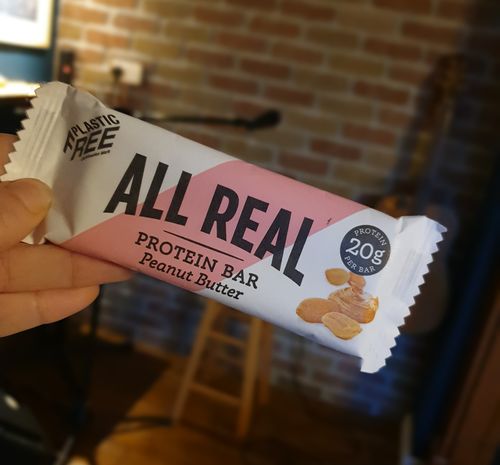 PLASTIC
FREE
ALL REAL
PROTEIN BAR
Peanut Butter
PROTEIN
20g
PER BAR